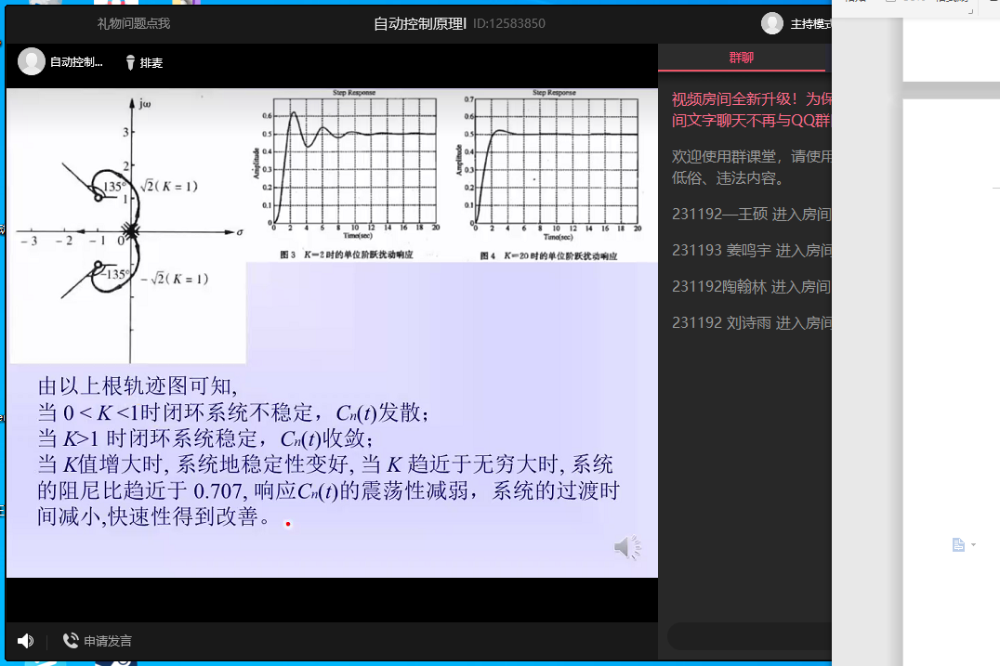 礼物问题点我
自动控制原理I ID:12583850
主持模式
自动控制...
排麦
群聊
视频房间全新升级！为保
间文字聊天不再与QQ群
欢迎使用群课堂，请使用
低俗、违法内容。
231192—王硕 进入房间
231193 姜鸣宇 进入房间
231192陶翰林 进入房间
231192 刘诗雨 进入房间
jω
3
2
135°
√2( K = 1 )
1
σ
－3 －2 －1 0
-135°
－√2( K = 1 )
Step Response
Amplitude
0.6
0.5
0.4
0.3
0.2
0.1
0
0 2 4 6 8 10 12 14 16 18 20
Time(sec)
图 3 K=2 时的单位阶跃扰动响应
Step Response
Amplitude
0.7
0.6
0.5
0.4
0.3
0.2
0.1
0
0 2 4 6 8 10 12 14 16 18 20
Time(sec)
图 4 K=20 时的单位阶跃扰动响应
由以上根轨迹图可知,
当 0 < K <1时闭环系统不稳定，Cn(t)发散；
当 K>1 时闭环系统稳定，Cn(t)收敛；
当 K值增大时, 系统地稳定性变好, 当 K 趋近于无穷大时, 系统
的阻尼比趋近于 0.707, 响应Cn(t)的震荡性减弱，系统的过渡时
间减小,快速性得到改善。
申请发言